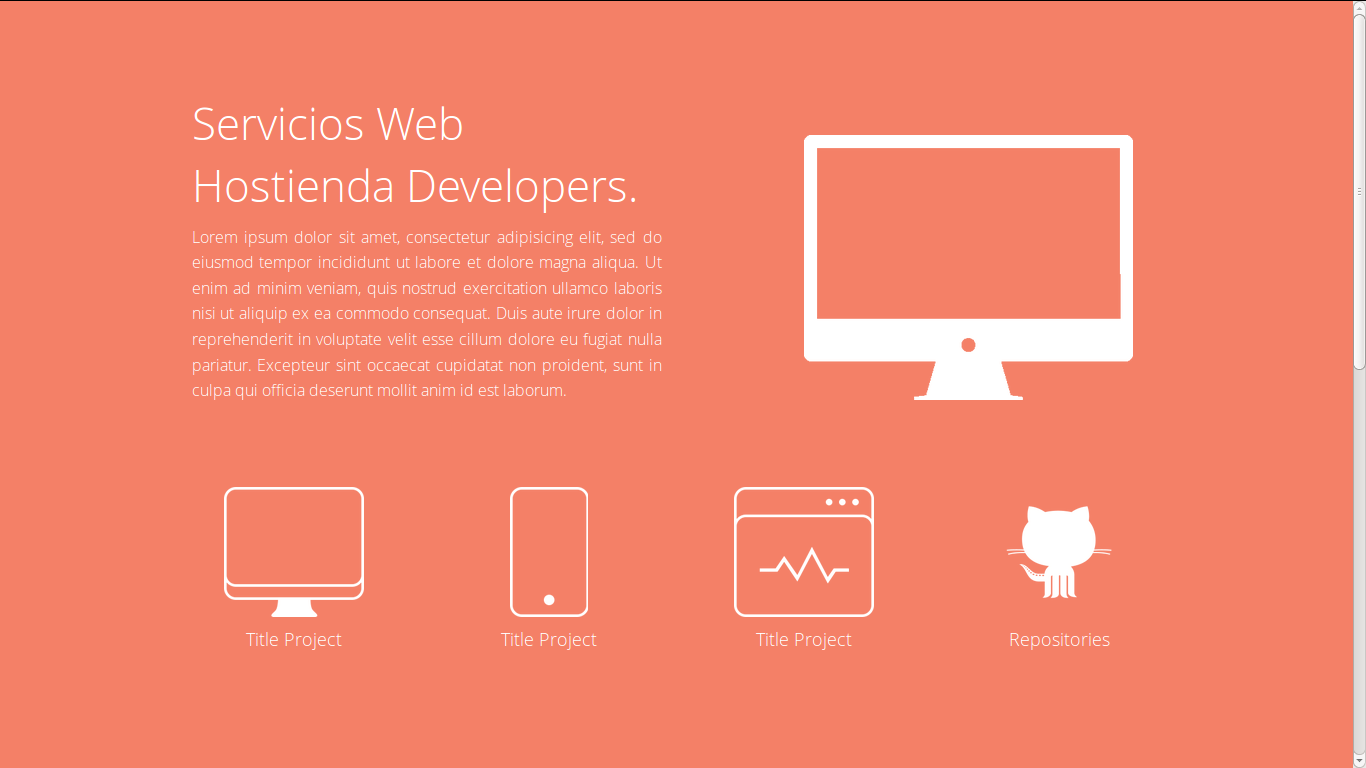 Servicios Web
Hostienda Developers.
Lorem ipsum dolor sit amet, consectetur adipisicing elit, sed do
eiusmod tempor incididunt ut labore et dolore magna aliqua. Ut
enim ad minim veniam, quis nostrud exercitation ullamco laboris
nisi ut aliquip ex ea commodo consequat. Duis aute irure dolor in
reprehenderit in voluptate velit esse cillum dolore eu fugiat nulla
pariatur. Excepteur sint occaecat cupidatat non proident, sunt in
culpa qui officia deserunt mollit anim id est laborum.
Title Project
Title Project
Title Project
Repositories